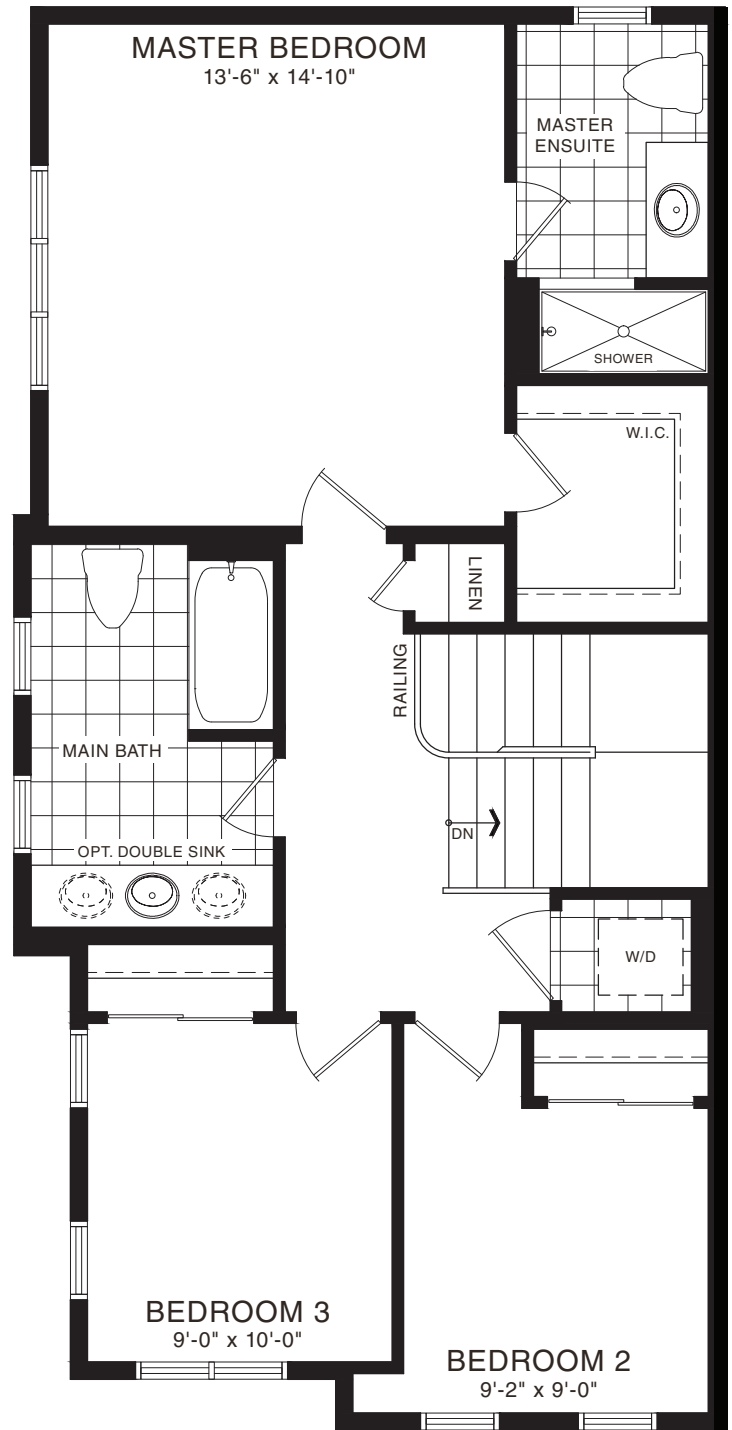 MASTER BEDROOM
13'-6" x 14'-10"
MASTER
ENSUITE
SHOWER
W.I.C.
LINEN
RAILING
MAIN BATH
DN
OPT. DOUBLE SINK
W/D
BEDROOM 3
9'-0" x 10'-0"
BEDROOM 2
9'-2" x 9'-0"